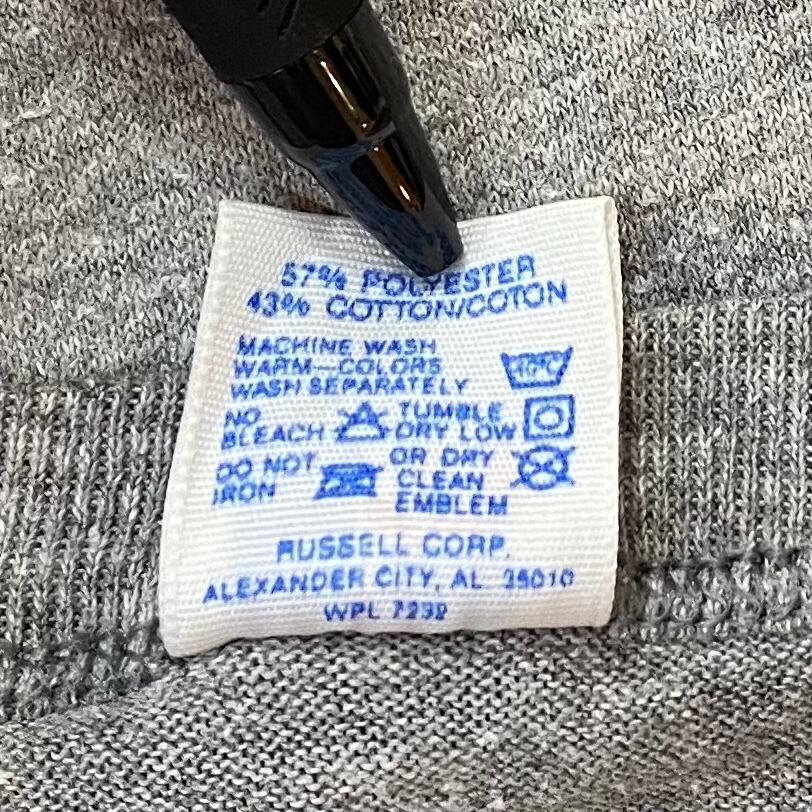 57% POLYESTER
43% COTTON/COTON
MACHINE WASH
WARM—COLORS
WASH SEPARATELY
40°C
NO
BLEACH
TUMBLE
DRY LOW
DO NOT
IRON
OR DRY
CLEAN
EMBLEM
RUSSELL CORP.
ALEXANDER CITY, AL 35010
WPL 7232